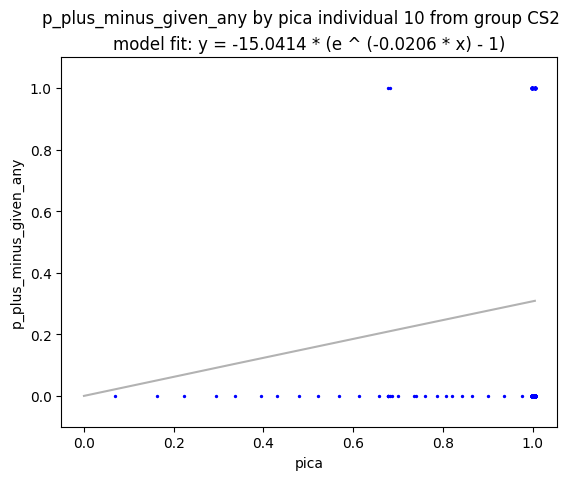 p_plus_minus_given_any by pica individual 10 from group CS2
model fit: y = -15.0414 * (e ^ (-0.0206 * x) - 1)
1.0
0.8
0.6
0.4
0.2
0.0
p_plus_minus_given_any
0.0 0.2 0.4 0.6 0.8 1.0
pica